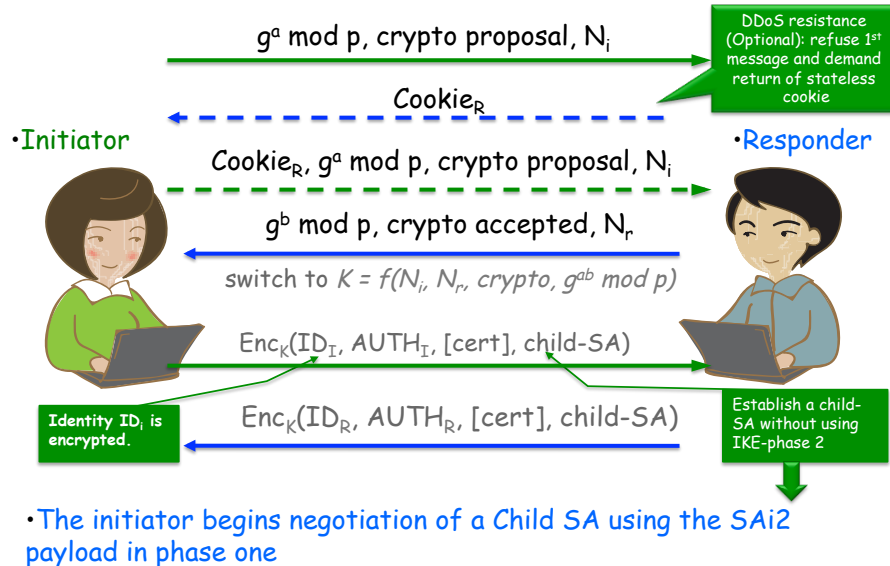 g^a mod p, crypto proposal, N_i
DDoS resistance
(Optional): refuse 1^st
message and demand
return of stateless
cookie
Cookie_R
•Initiator
•Responder
Cookie_R, g^a mod p, crypto proposal, N_i
g^b mod p, crypto accepted, N_r
switch to K = f(N_i, N_r, crypto, g^ab mod p)
Enc_K(ID_I, AUTH_I, [cert], child-SA)
Identity ID_i is
encrypted.
Enc_K(ID_R, AUTH_R, [cert], child-SA)
Establish a child-
SA without using
IKE-phase 2
•The initiator begins negotiation of a Child SA using the SAi2
payload in phase one